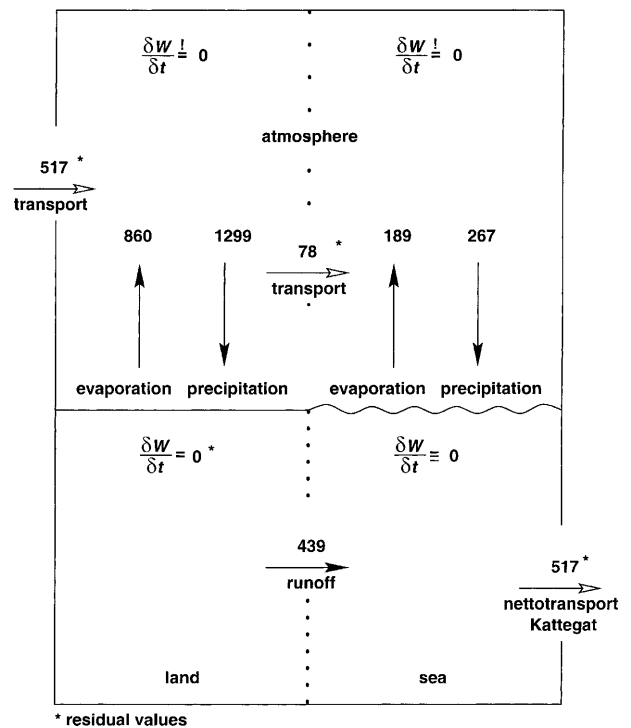 δW/δt =! 0
δW/δt =! 0
atmosphere
517 *
transport
860
1299
78 *
transport
189
267
evaporation
precipitation
evaporation
precipitation
δW/δt = 0 *
δW/δt ≡ 0
439
runoff
517 *
nettotransport
Kattegat
land
sea
* residual values